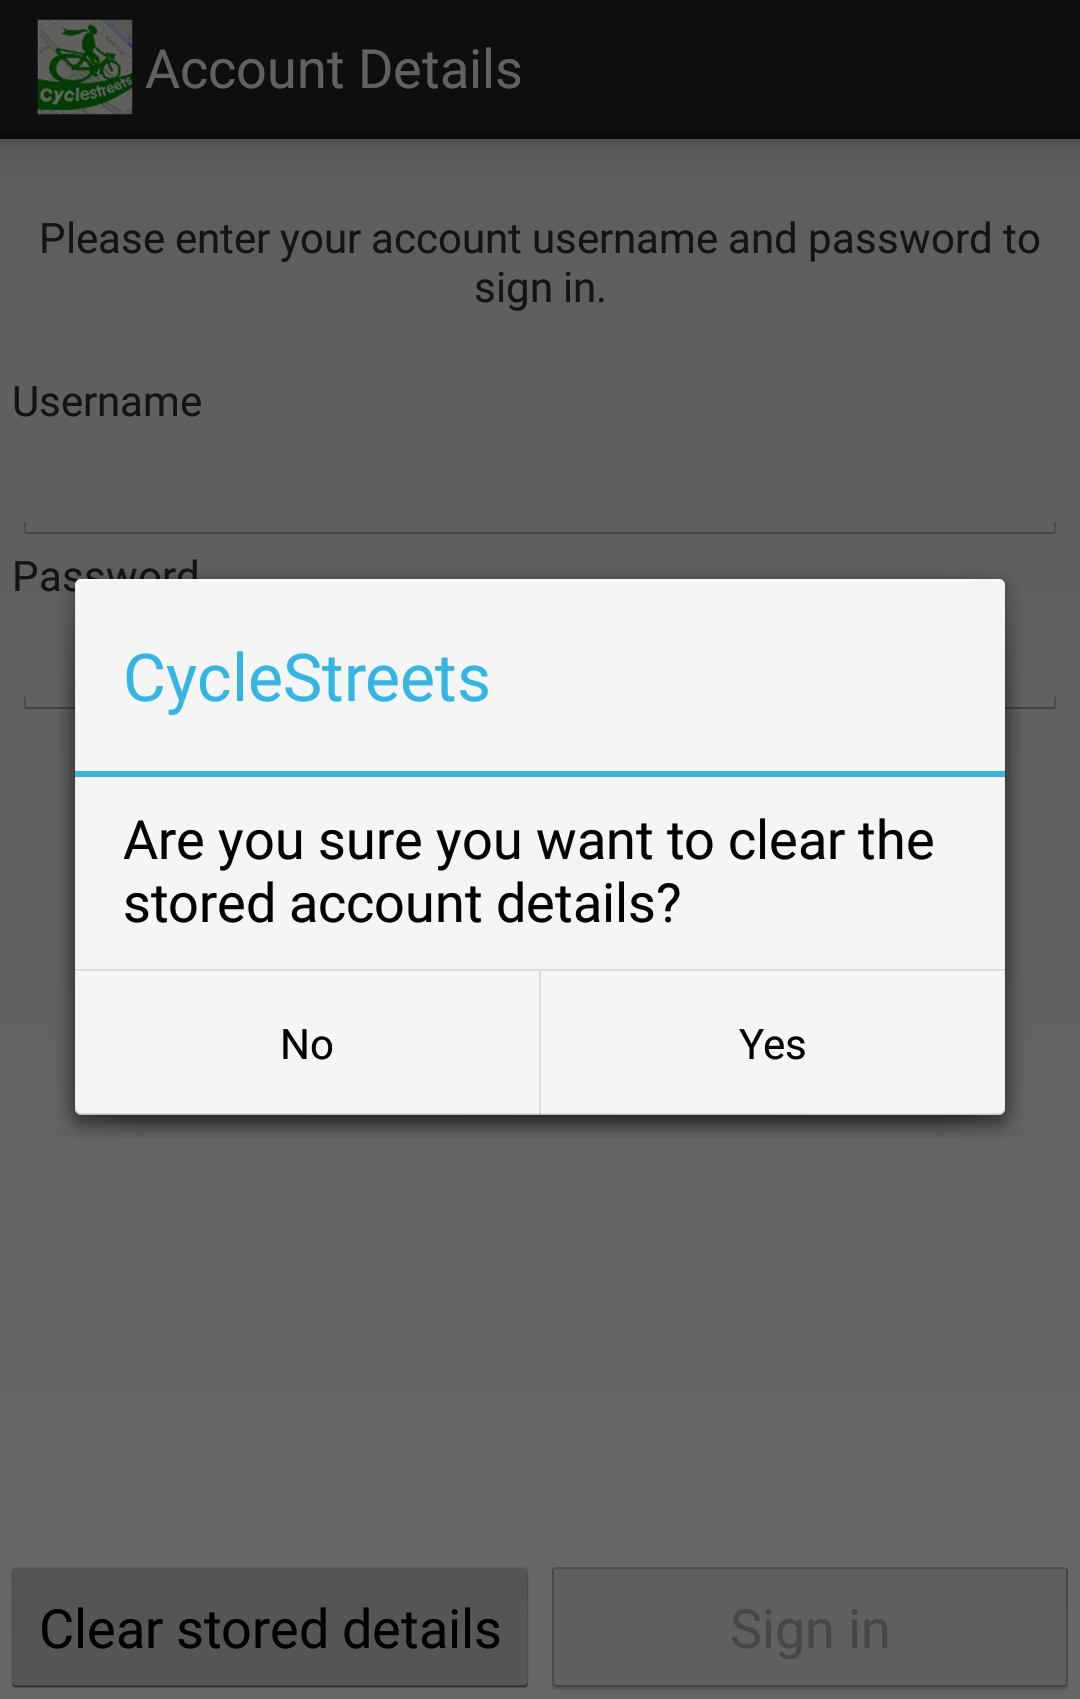 Cyclestreets
Account Details
Please enter your account username and password to
sign in.
Username
Password
CycleStreets
Are you sure you want to clear the
stored account details?
No
Yes
Clear stored details
Sign in